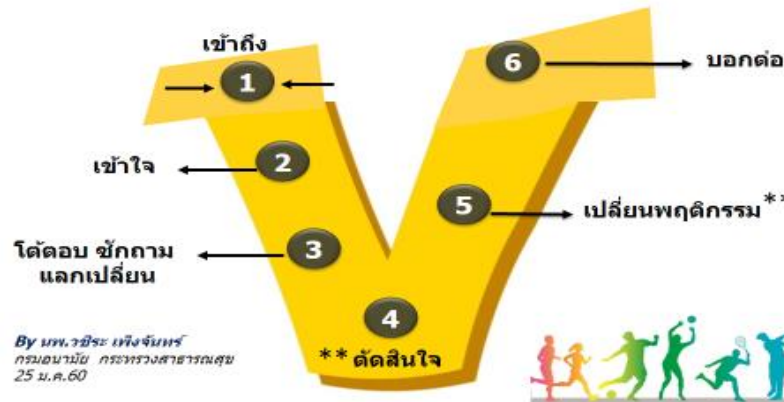 เข้าถึง
1
2
เข้าใจ
3
โต้ตอบ ซักถาม
แลกเปลี่ยน
4
** ตัดสินใจ
5
เปลี่ยนพฤติกรรม**
6
บอกต่อ
By นพ.วชิระ เพ็งจันทร์
กรมอนามัย กระทรวงสาธารณสุข
25 ม.ค.60